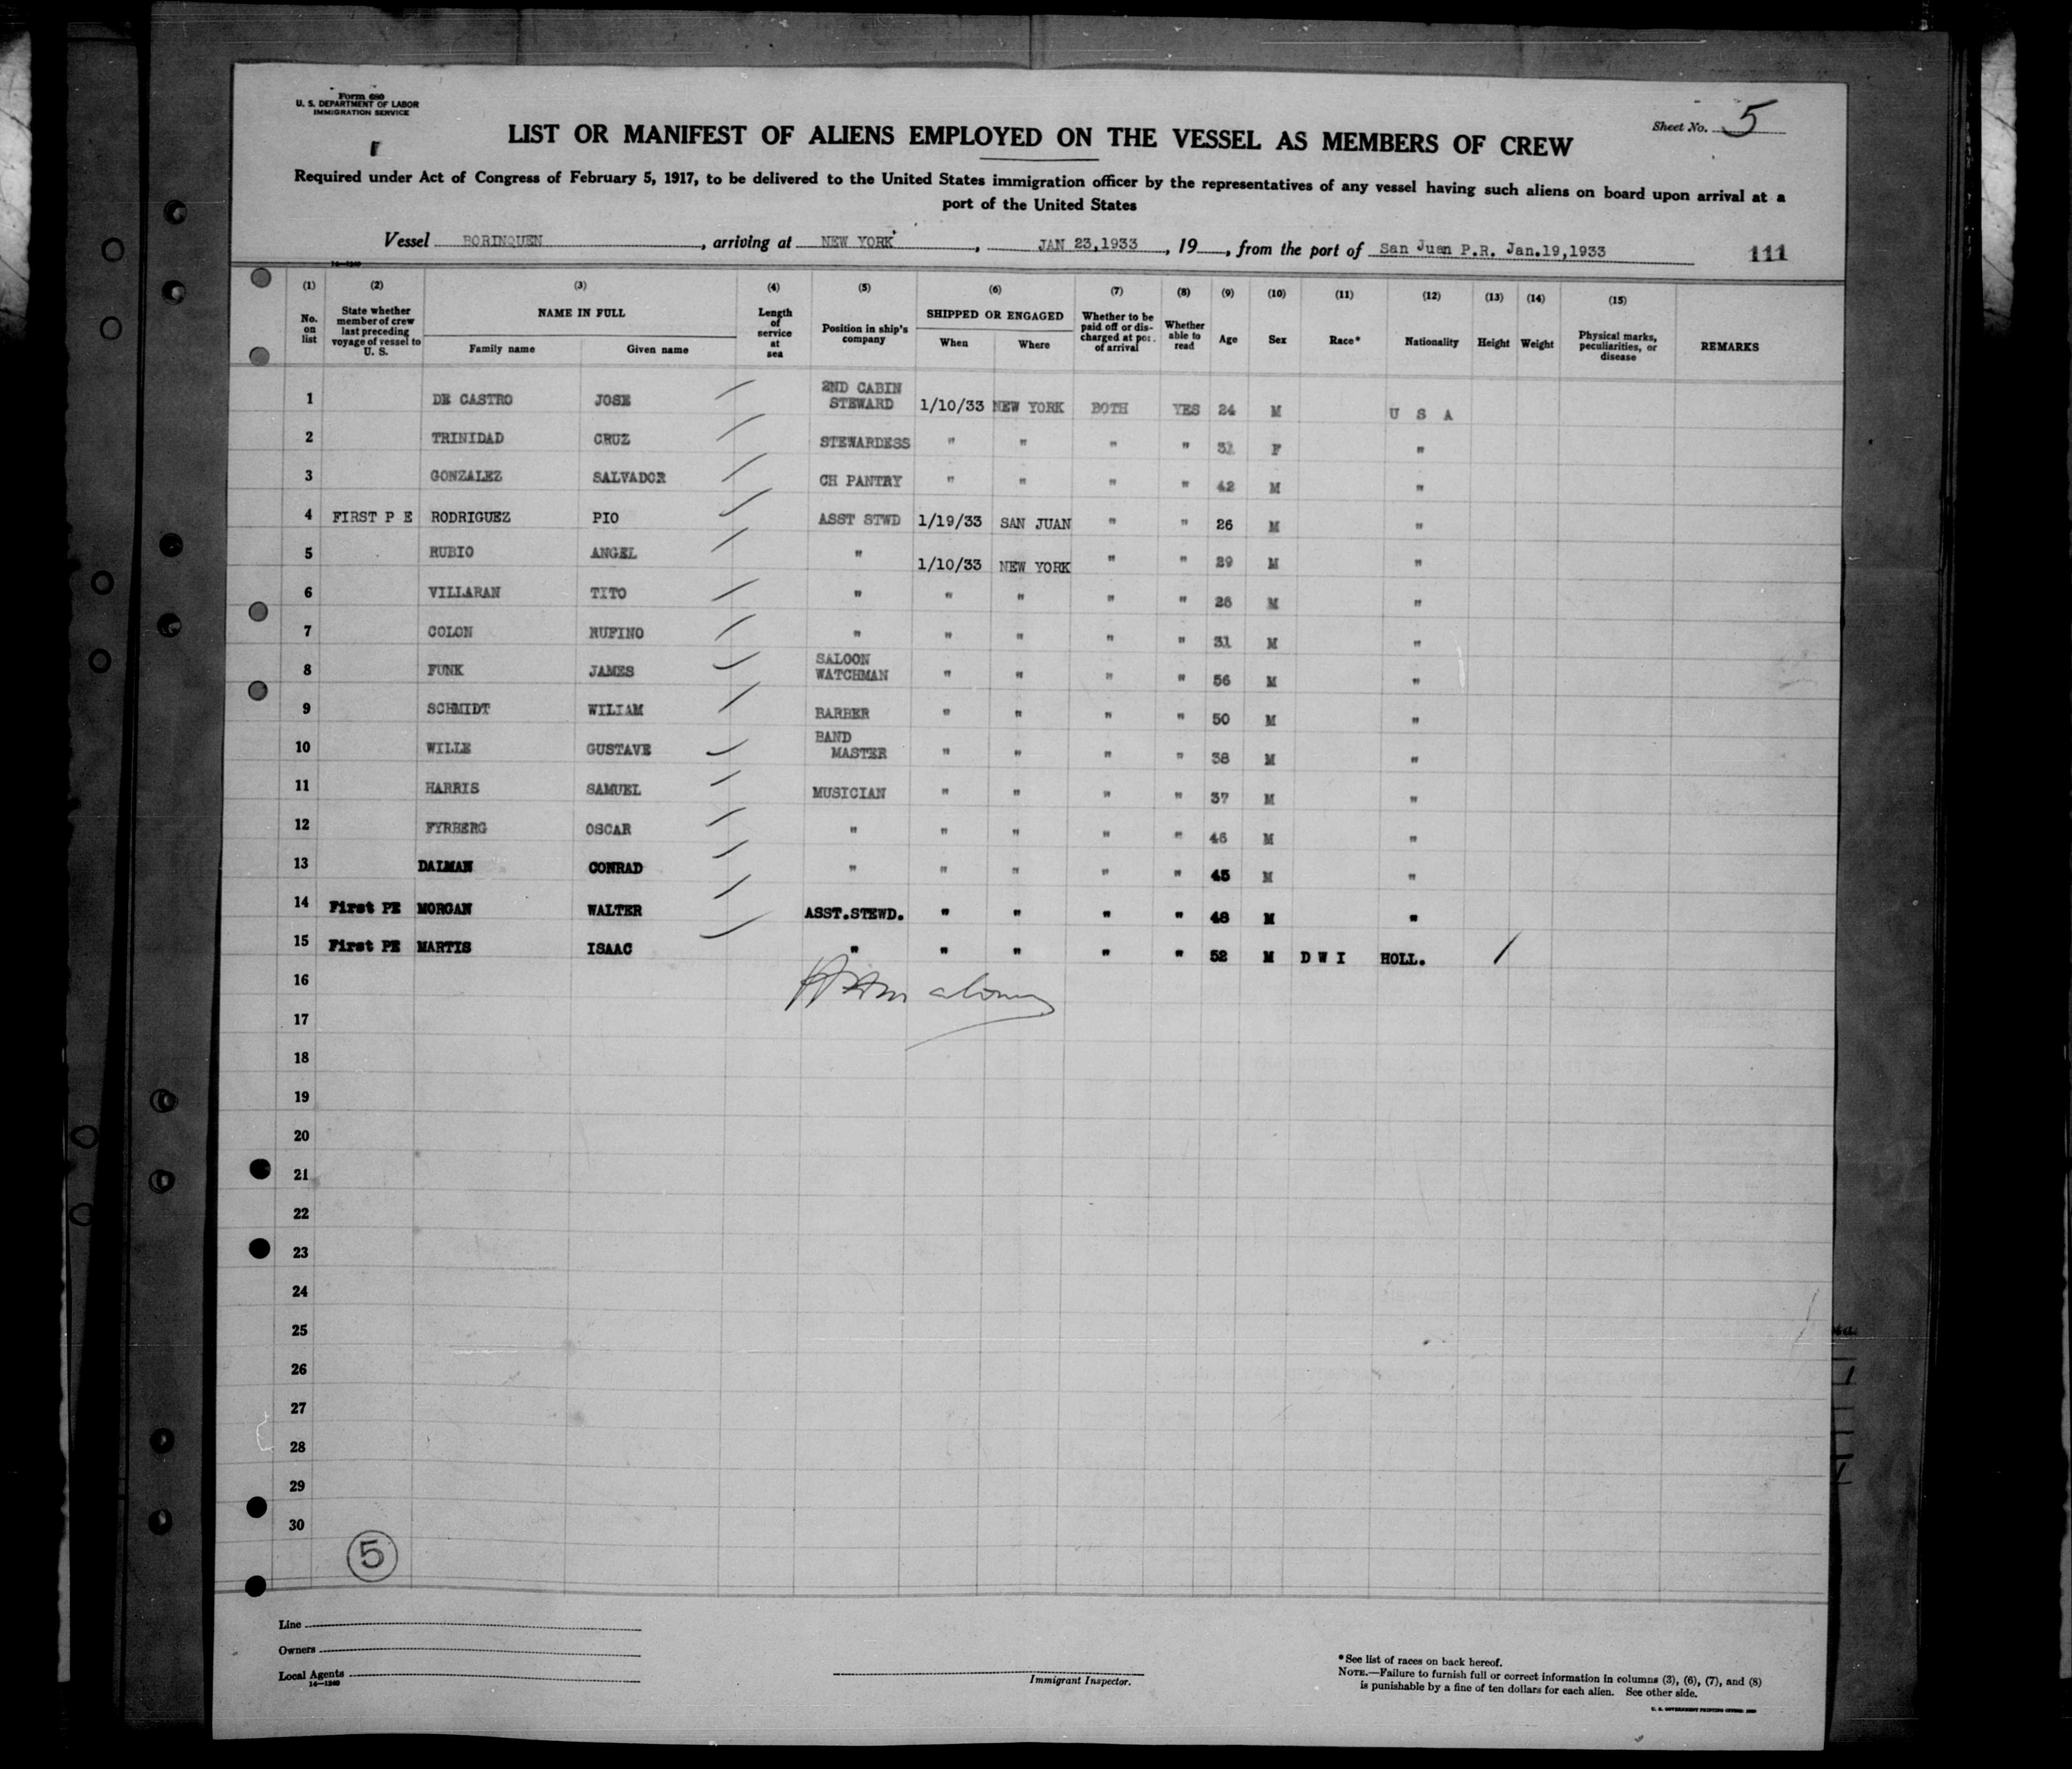 Form 680
U. S. DEPARTMENT OF LABOR
IMMIGRATION SERVICE
Sheet No. 5
LIST OR MANIFEST OF ALIENS EMPLOYED ON THE VESSEL AS MEMBERS OF CREW
Required under Act of Congress of February 5, 1917, to be delivered to the United States immigration officer by the representatives of any vessel having such aliens on board upon arrival at a
port of the United States
Vessel BORINQUEN, arriving at NEW YORK, JAN 23,1933, 19, from the port of San Juan P.R. Jan.19,1933 111
14-1240
(1) (2) (3) (4) (5) (6) (7) (8) (9) (10) (11) (12) (13) (14) (15)
No. on list State whether member of crew last preceding voyage of vessel to U. S. NAME IN FULL Family name Given name Length of service at sea Position in ship's company SHIPPED OR ENGAGED When Where Whether to be paid off or discharged at port of arrival Whether able to read Age Sex Race* Nationality Height Weight Physical marks, peculiarities, or disease REMARKS
1 DE CASTRO JOSE 2ND CABIN STEWARD 1/10/33 NEW YORK BOTH YES 24 M U S A
2 TRINIDAD CRUZ STEWARDESS " " " " 31 F "
3 GONZALEZ SALVADOR CH PANTRY " " " " 42 M "
4 FIRST P E RODRIGUEZ PIO ASST STWD 1/19/33 SAN JUAN " " 26 M "
5 RUBIO ANGEL " 1/10/33 NEW YORK " " 29 M "
6 VILLARAN TITO " " " " " 26 M "
7 COLON RUFINO " " " " " 31 M "
8 FUNK JAMES SALOON WATCHMAN " " " " 56 M "
9 SCHMIDT WILIAM BARBER " " " " 50 M "
10 WILLE GUSTAVE BAND MASTER " " " " 38 M "
11 HARRIS SAMUEL MUSICIAN " " " " 37 M "
12 FYRBERG OSCAR " " " " " 46 M "
13 DALMAN CONRAD " " " " " 45 M "
14 First PE MORGAN WALTER ASST.STEWD. " " " " 48 M "
15 First PE MARTIS ISAAC " " " " " 52 M D W I HOLL.
16
17
18
19
20
21
22
23
24
25
26
27
28
29
30
5
Line
Owners
Local Agents
14-1240
Immigrant Inspector.
*See list of races on back hereof.
NOTE.—Failure to furnish full or correct information in columns (3), (6), (7), and (8)
is punishable by a fine of ten dollars for each alien. See other side.